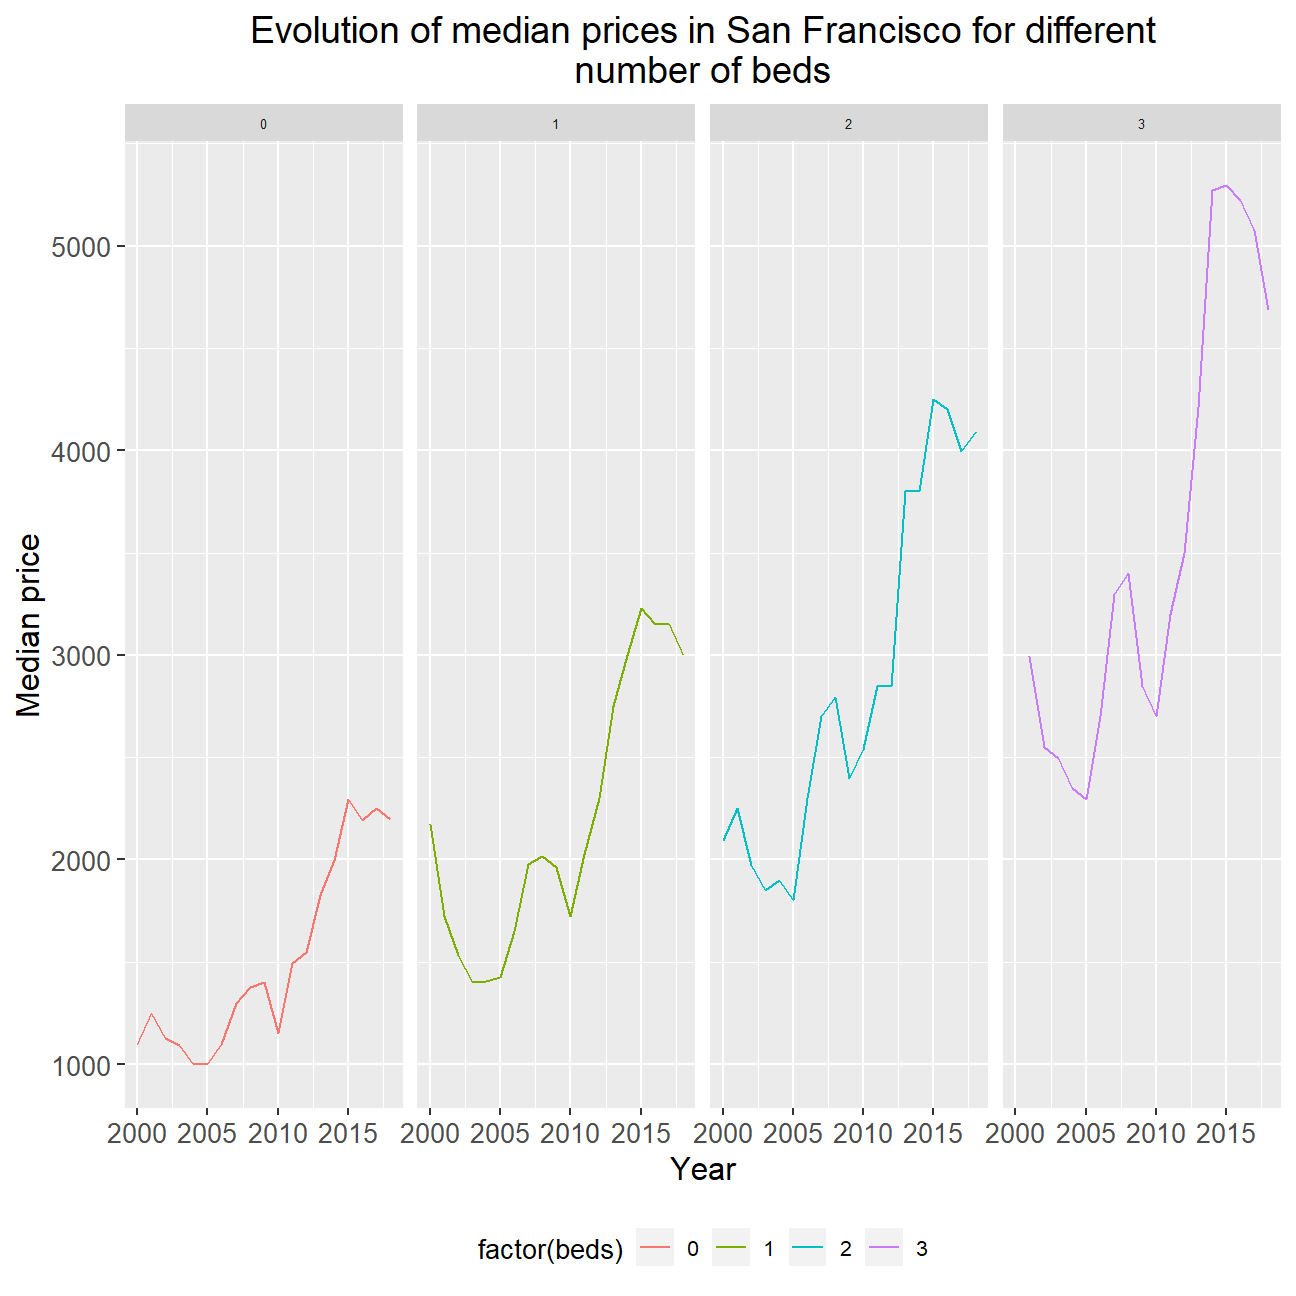 Evolution of median prices in San Francisco for different
number of beds
0 1 2 3
5000
4000
3000
2000
1000
Median price
2000 2005 2010 2015 2000 2005 2010 2015 2000 2005 2010 2015 2000 2005 2010 2015
Year
factor(beds) 0 1 2 3